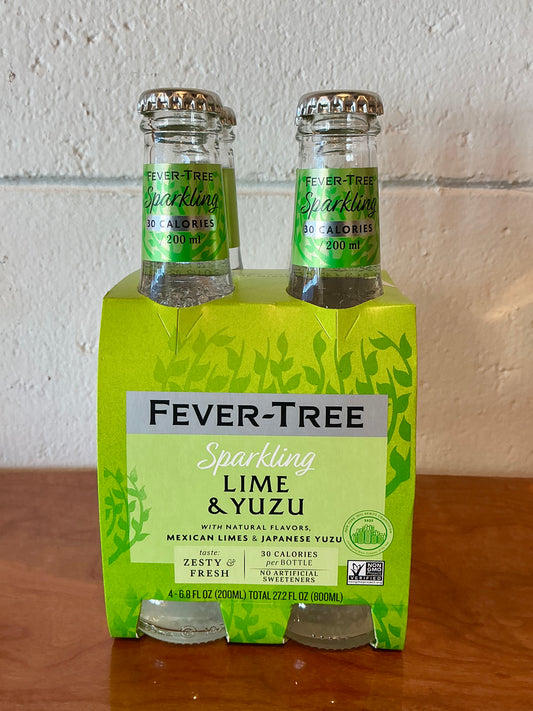 FEVER-TREE
Sparkling
30 CALORIES
200 ml
FEVER-TREE
Sparkling
30 CALORIES
200 ml
FEVER-TREE
Sparkling
LIME
& YUZU
WITH NATURAL FLAVORS,
MEXICAN LIMES & JAPANESE YUZU
taste:
ZESTY &
FRESH
30 CALORIES
per BOTTLE
NO ARTIFICIAL
SWEETENERS
NON
GMO
VERIFIED
4 - 6.8 FL OZ (200ML) TOTAL 27.2 FL OZ (800ML)